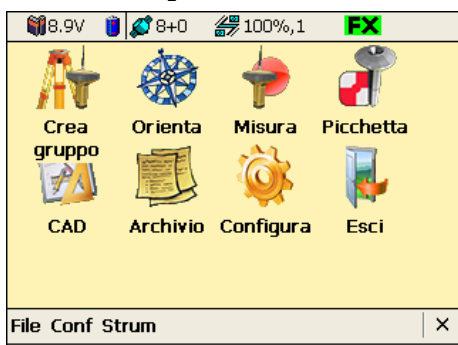 8.9V 8+0 100%,1 FX
Crea gruppo Orienta Misura Picchetta
CAD Archivio Configura Esci
File Conf Strum ×